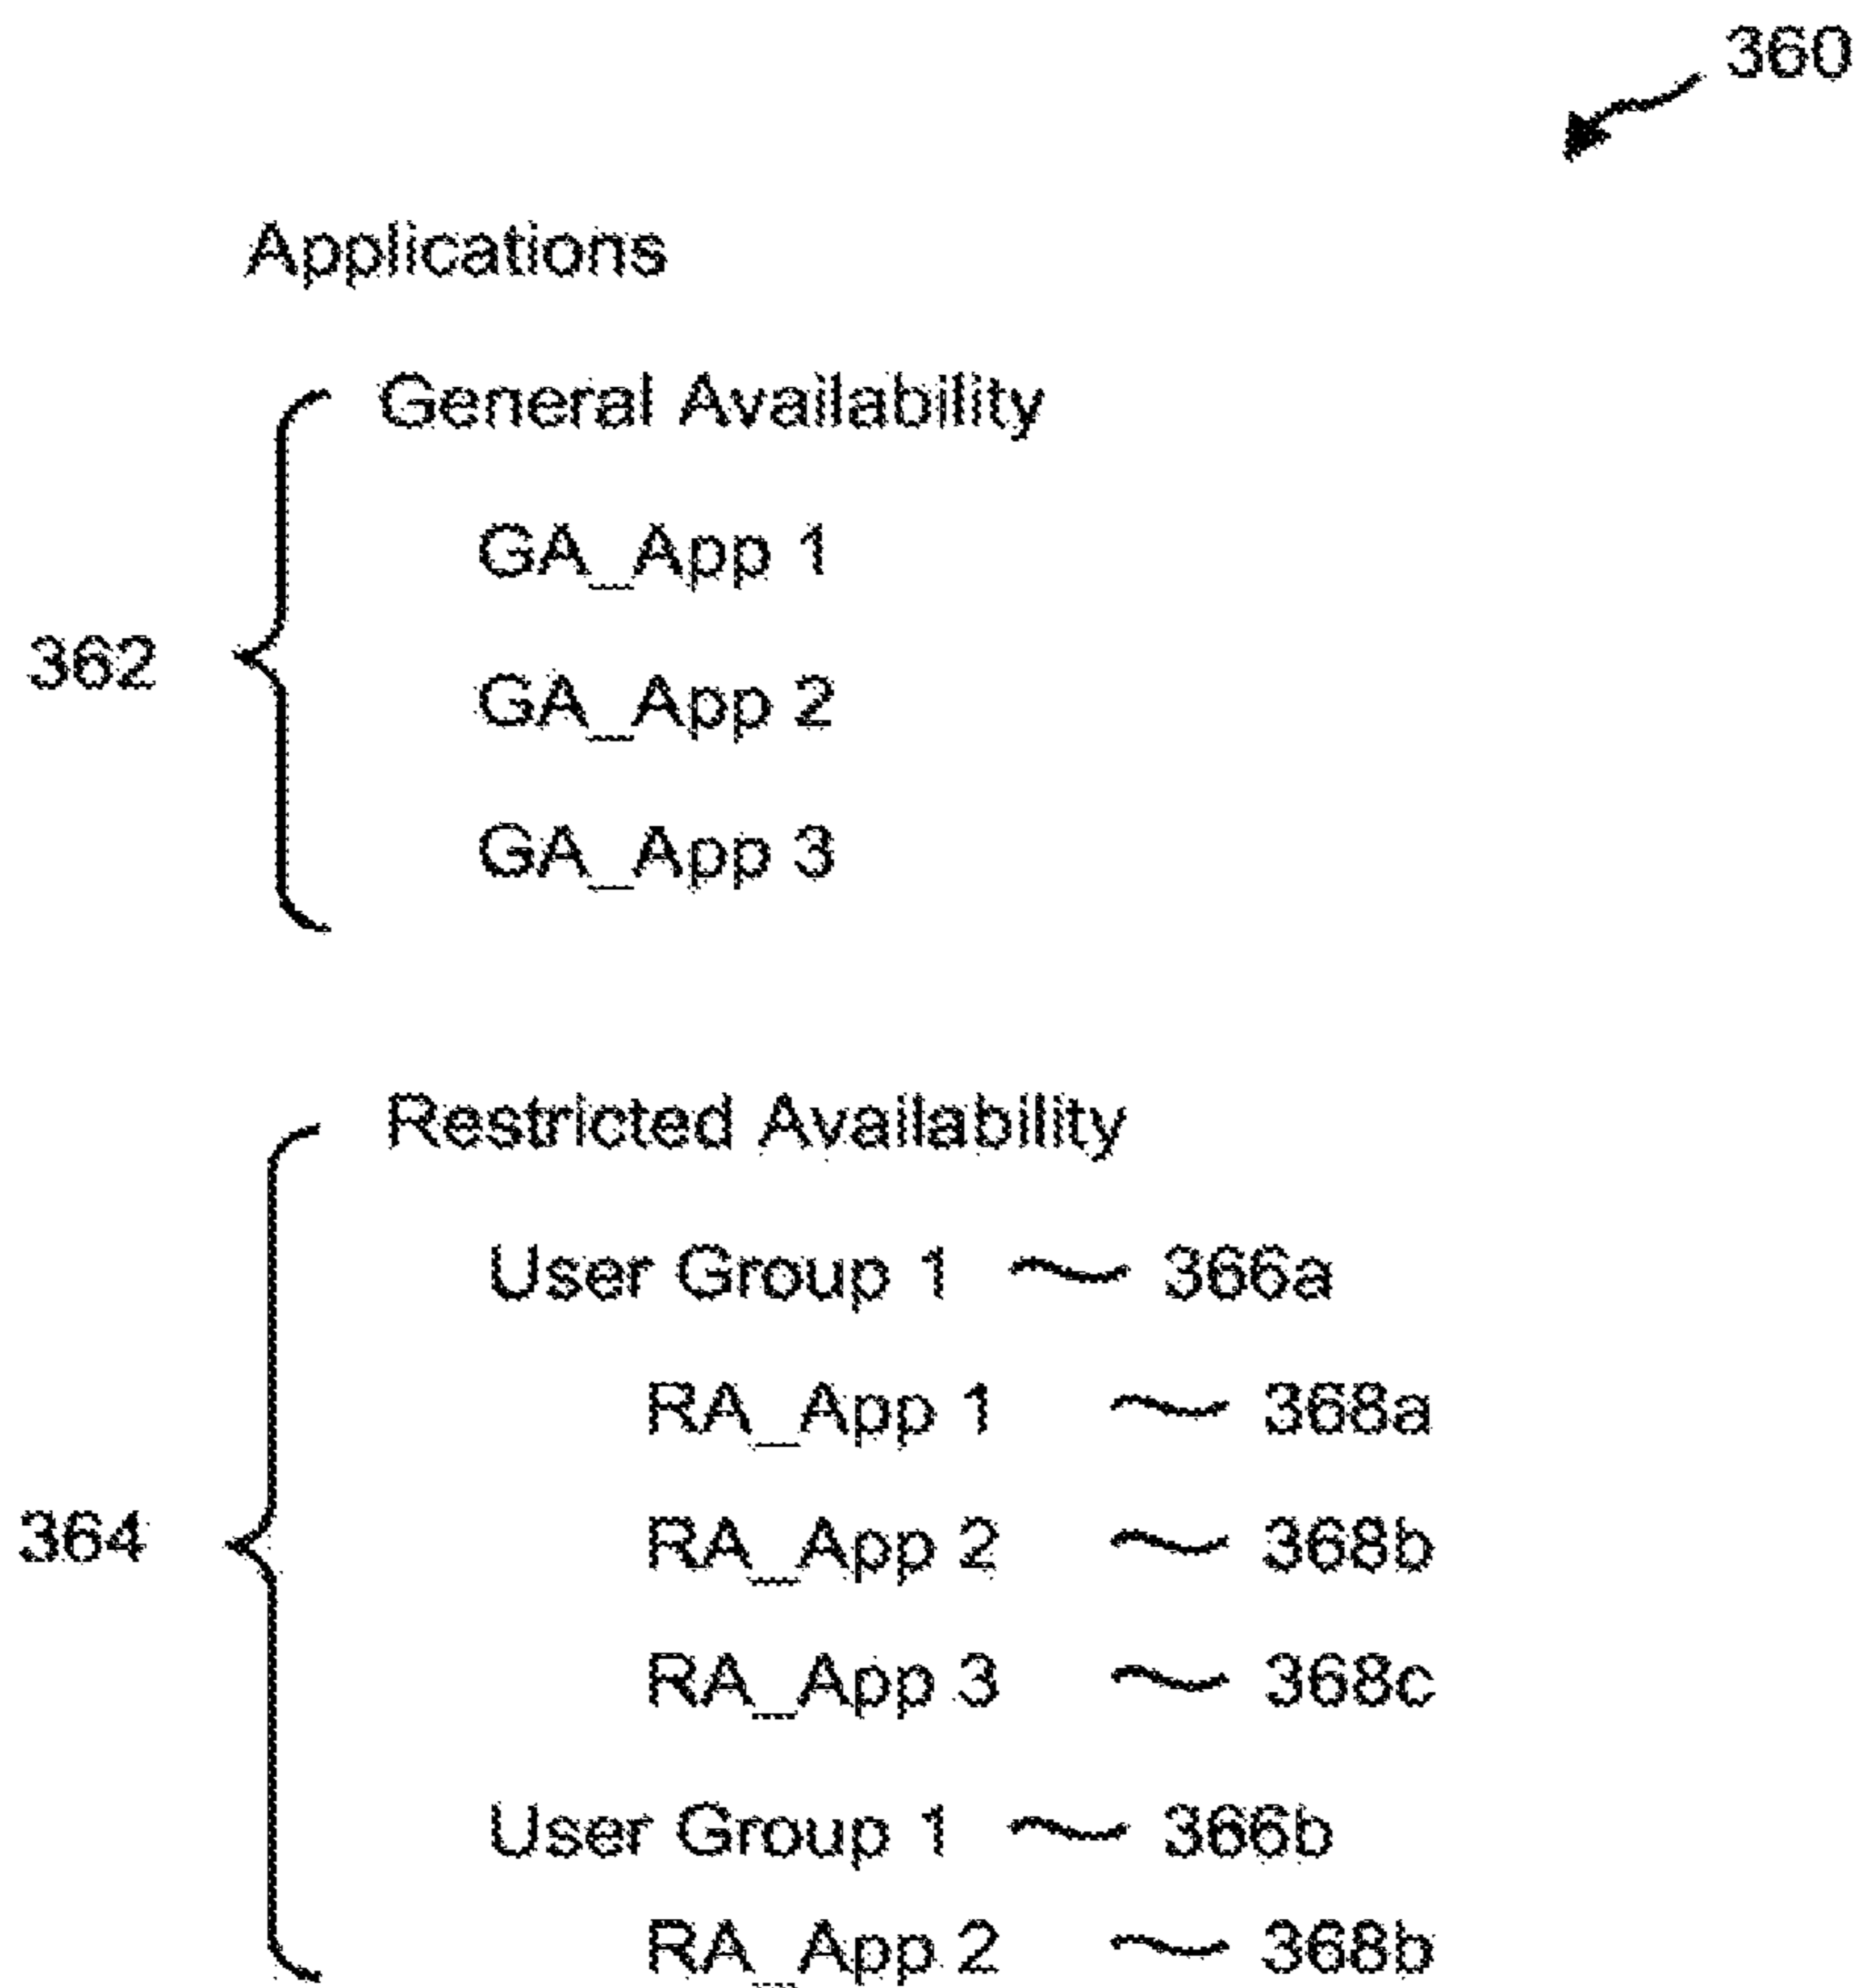 360
Applications
General Availability
GA_App 1
362
GA_App 2
GA_App 3
Restricted Availability
User Group 1 366a
RA_App 1 368a
364 RA_App 2 368b
RA_App 3 368c
User Group 1 366b
RA_App 2 368b